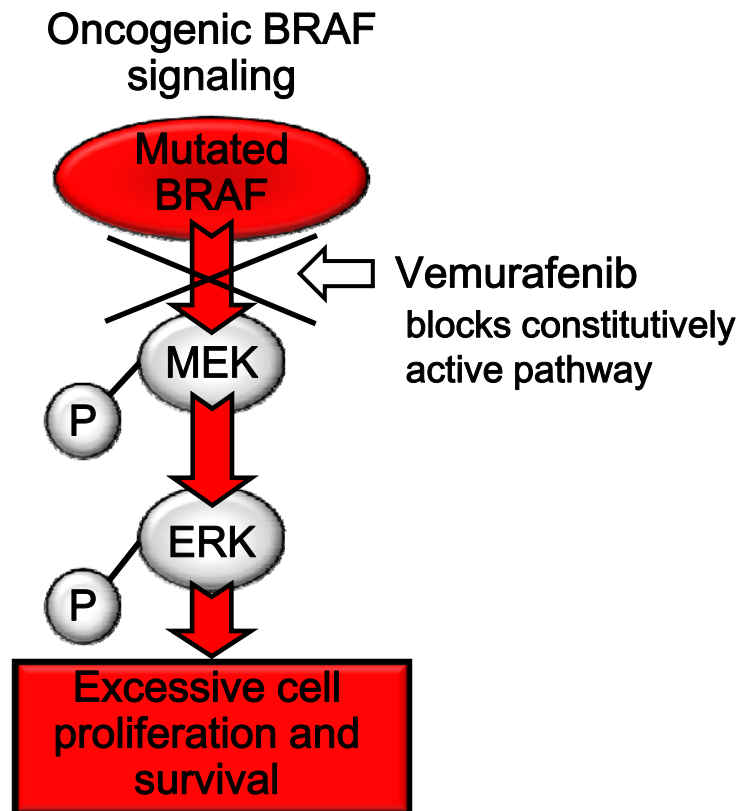 Oncogenic BRAF
signaling
Mutated
BRAF
Vemurafenib
blocks constitutively
active pathway
MEK
P
ERK
P
Excessive cell
proliferation and
survival